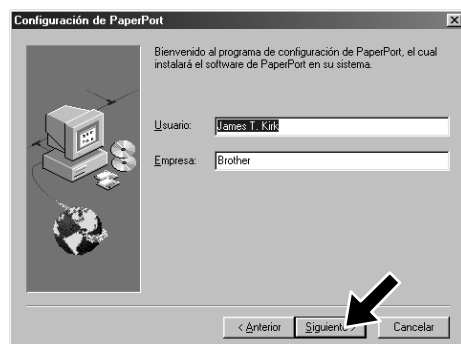 Configuración de PaperPort
Bienvenido al programa de configuración de PaperPort, el cual
instalará el software de PaperPort en su sistema.
Usuario: James T. Kirk
Empresa: Brother
< Anterior Siguiente > Cancelar